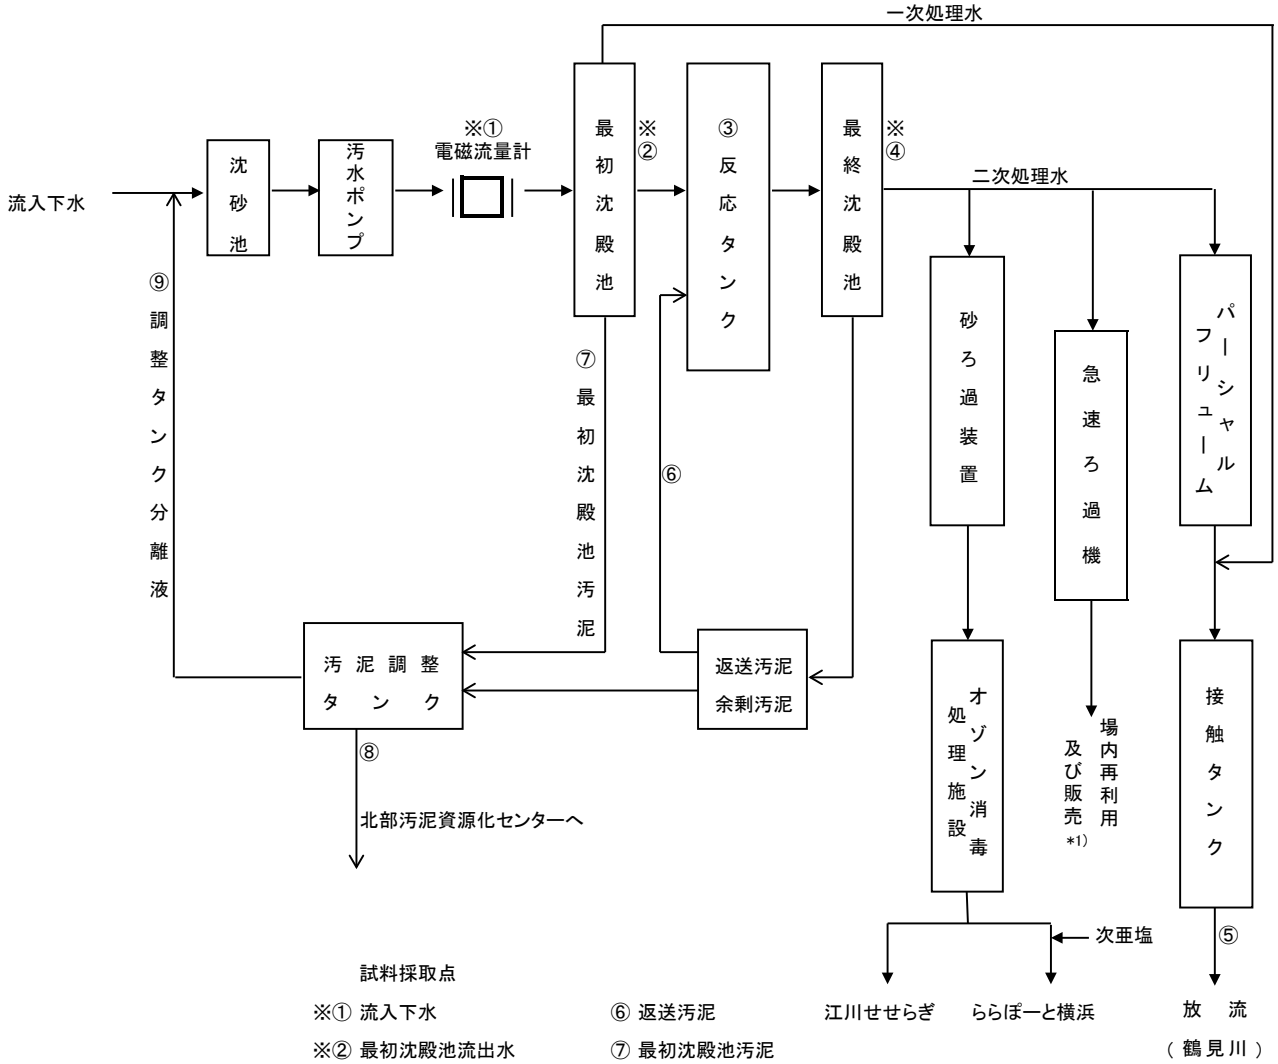 一次処理水
※①
電磁流量計
流入下水
沈砂池
汚水ポンプ
最初沈殿池
※②
③
反応タンク
最終沈殿池
※④
二次処理水
⑨調整タンク分離液
⑦最初沈殿池汚泥
⑥
砂ろ過装置
急速ろ過機
パーシャル
フリューム
汚泥調整
タンク
返送汚泥
余剰汚泥
オゾン消毒
処理施設
場内再利用
及び販売*1)
接触タンク
⑧
北部汚泥資源化センターへ
次亜塩
⑤
江川せせらぎ
ららぽーと横浜
放流
(鶴見川)
試料採取点
※① 流入下水
⑥ 返送汚泥
※② 最初沈殿池流出水
⑦ 最初沈殿池汚泥